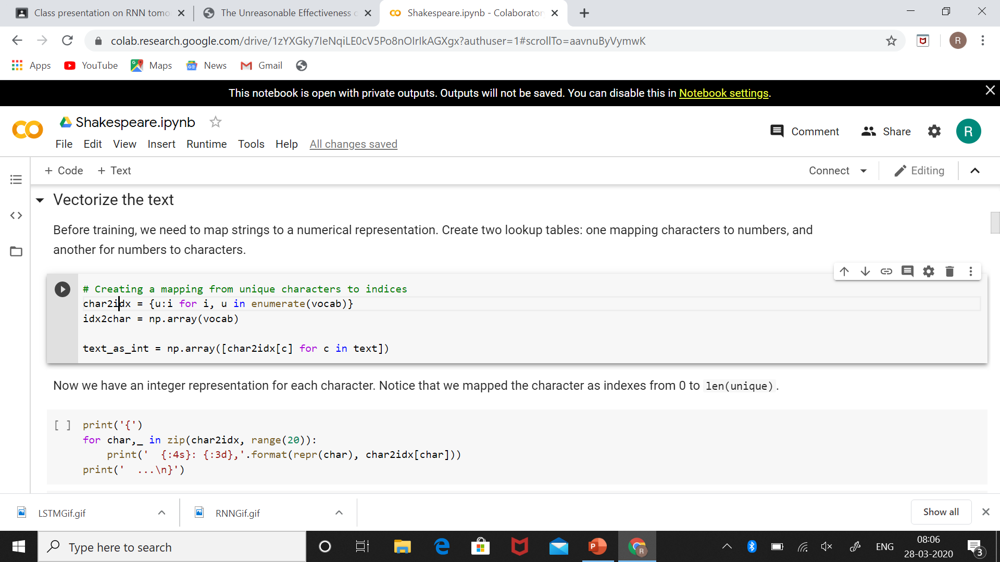 Class presentation on RNN tomo
The Unreasonable Effectiveness o
Shakespeare.ipynb - Colaborator
colab.research.google.com/drive/1zYXGky7IeNqiLE0cV5Po8nOIrIkAGXgx?authuser=1#scrollTo=aavnuByVymwK
R
Apps YouTube Maps News Gmail
This notebook is open with private outputs. Outputs will not be saved. You can disable this in Notebook settings.
Shakespeare.ipynb
Comment Share R
File Edit View Insert Runtime Tools Help All changes saved
+ Code + Text Connect Editing
Vectorize the text
Before training, we need to map strings to a numerical representation. Create two lookup tables: one mapping characters to numbers, and
another for numbers to characters.
# Creating a mapping from unique characters to indices
char2idx = {u:i for i, u in enumerate(vocab)}
idx2char = np.array(vocab)
text_as_int = np.array([char2idx[c] for c in text])
Now we have an integer representation for each character. Notice that we mapped the character as indexes from 0 to len(unique).
[ ] print('{')
for char,_ in zip(char2idx, range(20)):
    print('  {:4s}: {:3d},'.format(repr(char), char2idx[char]))
print('  ...\n}')
LSTMGif.gif RNNGif.gif Show all
Type here to search
P R
ENG
08:06
28-03-2020
3